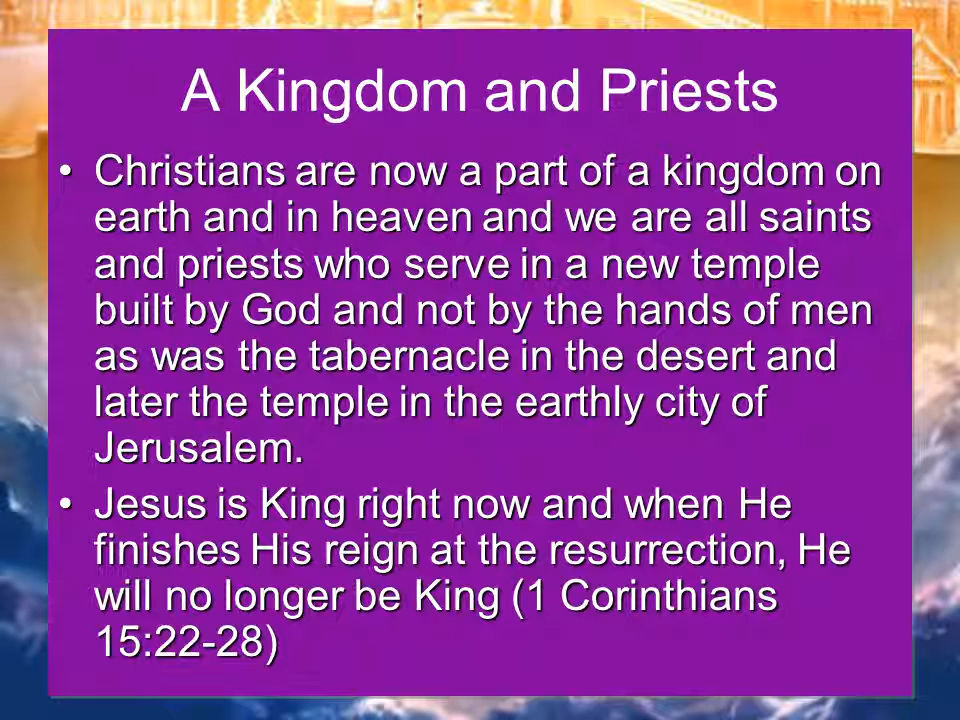 A Kingdom and Priests
• Christians are now a part of a kingdom on
earth and in heaven and we are all saints
and priests who serve in a new temple
built by God and not by the hands of men
as was the tabernacle in the desert and
later the temple in the earthly city of
Jerusalem.
• Jesus is King right now and when He
finishes His reign at the resurrection, He
will no longer be King (1 Corinthians
15:22-28)